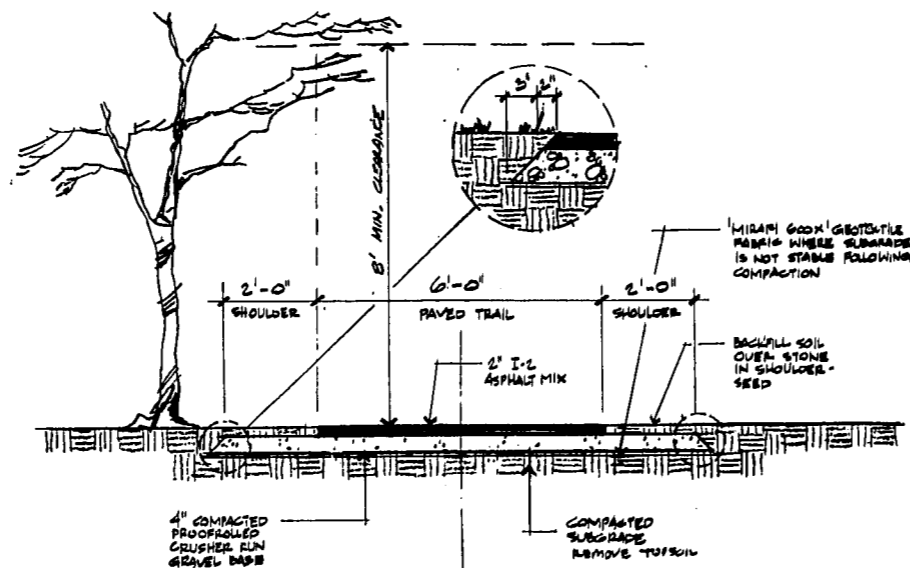 3' 2"
8' MIN. CLEARANCE
'MIRAFI 600X' GEOTEXTILE
FABRIC WHERE SUBGRADE
IS NOT STABLE FOLLOWING
COMPACTION
2'-0" 6'-0" 2'-0"
SHOULDER PAVED TRAIL SHOULDER
2" I-2
ASPHALT MIX
BACKFILL SOIL
OVER STONE
IN SHOULDER-
SEED
4" COMPACTED
PROOFROLLED
CRUSHER RUN
GRAVEL BASE
COMPACTED
SUBGRADE
REMOVE TOPSOIL